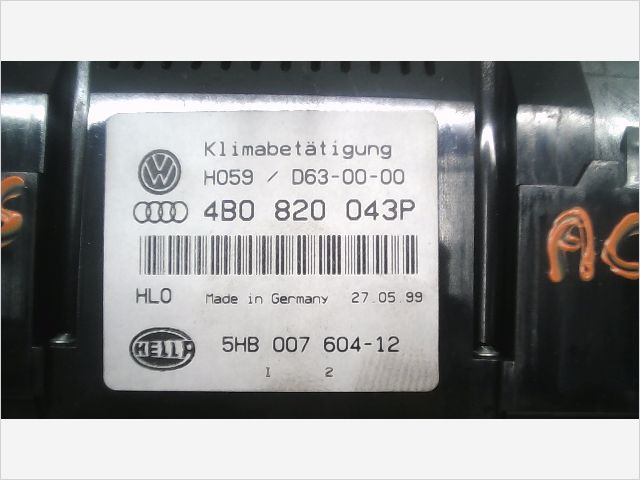 Klimabetätigung
H059 / D63-00-00
4B0 820 043P
HLO Made in Germany 27.05.99
HELLA 5HB 007 604-12
1 2
S
AC